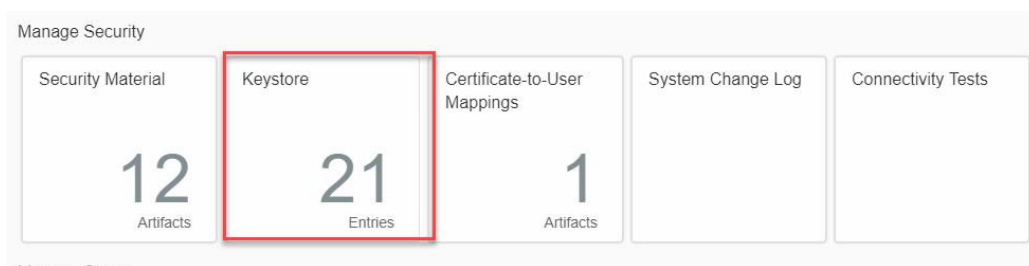 Manage Security
Security Material
Keystore
Certificate-to-User
Mappings
System Change Log
Connectivity Tests
12
Artifacts
21
Entries
1
Artifacts